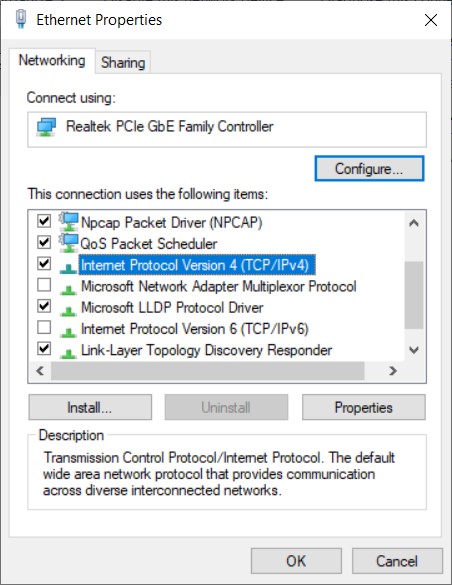 Ethernet Properties
Networking
Sharing
Connect using:
Realtek PCIe GbE Family Controller
Configure...
This connection uses the following items:
Npcap Packet Driver (NPCAP)
QoS Packet Scheduler
Internet Protocol Version 4 (TCP/IPv4)
Microsoft Network Adapter Multiplexor Protocol
Microsoft LLDP Protocol Driver
Internet Protocol Version 6 (TCP/IPv6)
Link-Layer Topology Discovery Responder
Install...
Uninstall
Properties
Description
Transmission Control Protocol/Internet Protocol. The default
wide area network protocol that provides communication
across diverse interconnected networks.
OK
Cancel